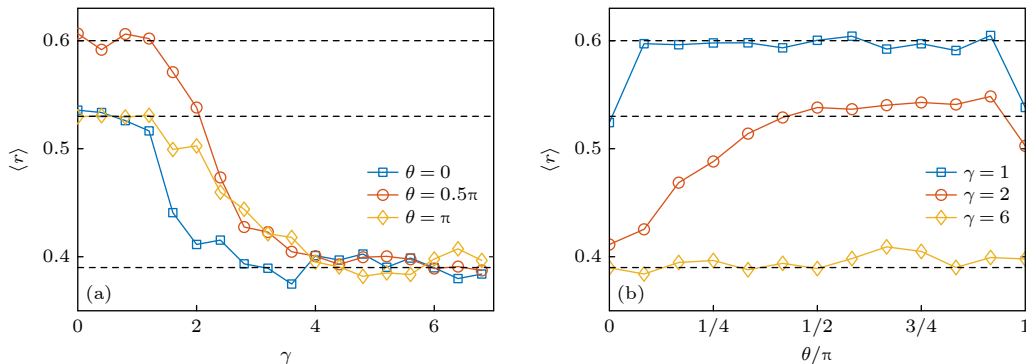 0.6
0.5
0.4
⟨r⟩
θ = 0
θ = 0.5π
θ = π
(a)
0 2 4 6
γ
0.6
0.5
0.4
⟨r⟩
γ = 1
γ = 2
γ = 6
(b)
0 1/4 1/2 3/4 1
θ/π